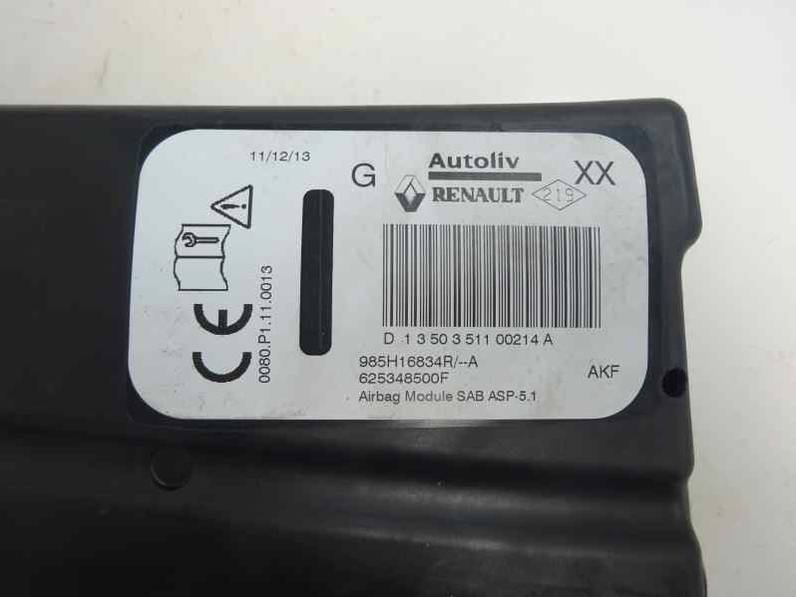 11/12/13
G
Autoliv
XX
RENAULT
219
0080.P1.11.0013
CE
D 1 3 50 3 511 00214 A
985H16834R/--A
625348500F
AKF
Airbag Module SAB ASP-5.1